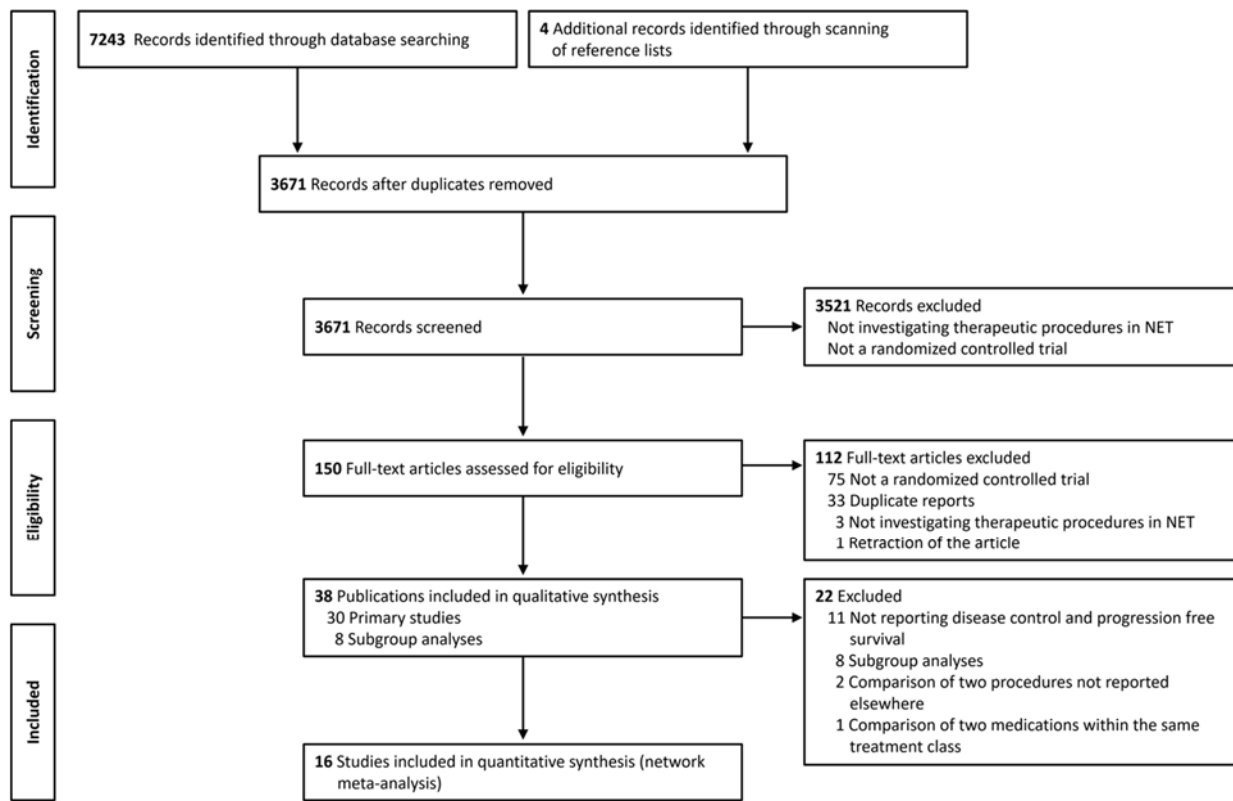 Identification
7243 Records identified through database searching
4 Additional records identified through scanning
of reference lists
3671 Records after duplicates removed
Screening
3671 Records screened
3521 Records excluded
Not investigating therapeutic procedures in NET
Not a randomized controlled trial
Eligibility
150 Full-text articles assessed for eligibility
112 Full-text articles excluded
75 Not a randomized controlled trial
33 Duplicate reports
3 Not investigating therapeutic procedures in NET
1 Retraction of the article
38 Publications included in qualitative synthesis
30 Primary studies
8 Subgroup analyses
22 Excluded
11 Not reporting disease control and progression free
survival
8 Subgroup analyses
2 Comparison of two procedures not reported
elsewhere
1 Comparison of two medications within the same
treatment class
Included
16 Studies included in quantitative synthesis (network
meta-analysis)